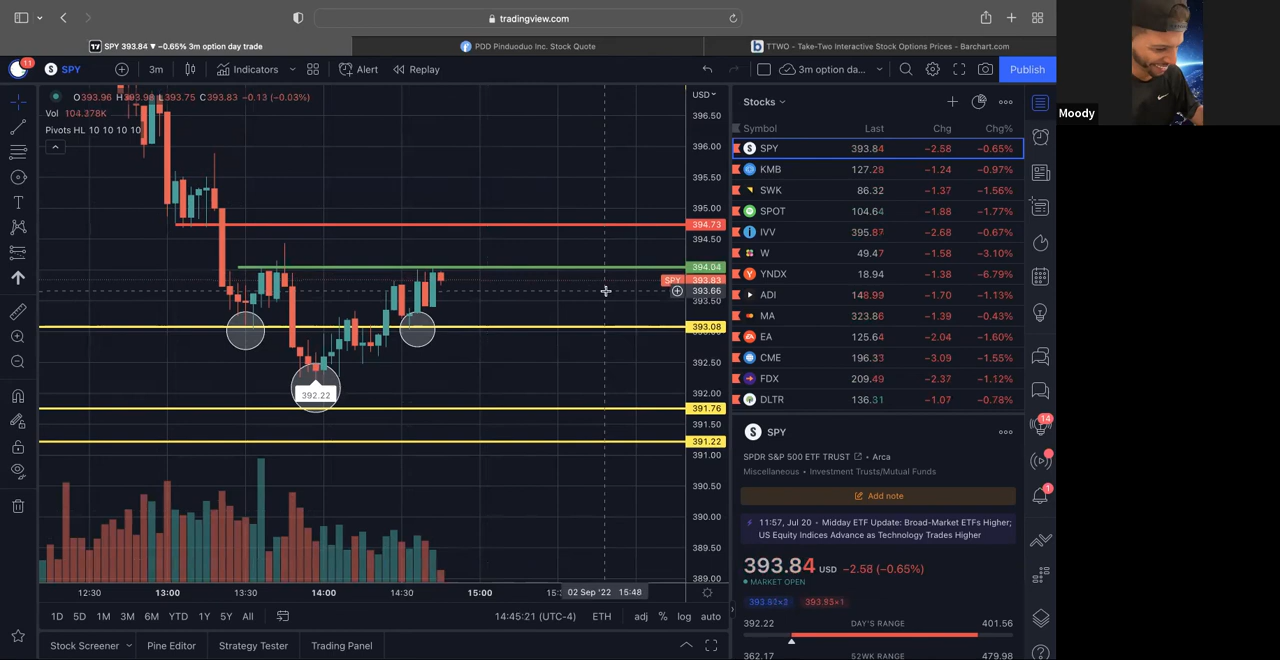 tradingview.com
SPY 393.84 ▼ −0.65% 3m option day trade
PDD Pinduoduo Inc. Stock Quote
TTWO - Take-Two Interactive Stock Options Prices - Barchart.com
11
SPY
3m
Indicators
Alert
Replay
3m option da...
Publish
Moody
O393.96 H393.98 L393.75 C393.83 −0.13 (−0.03%)
Vol 104.378K
Pivots HL 10 10 10 10
USD
396.50
396.00
395.50
395.00
394.73
394.50
394.04
SPY 393.83
393.66
393.50
393.08
392.50
392.22
392.00
391.76
391.50
391.22
391.00
390.50
390.00
389.50
389.00
12:30
13:00
13:30
14:00
14:30
15:00
02 Sep '22 15:48
1D 5D 1M 3M 6M YTD 1Y 5Y All
14:45:21 (UTC-4)
ETH
adj % log auto
Stock Screener
Pine Editor
Strategy Tester
Trading Panel
Stocks
Symbol Last Chg Chg%
SPY 393.84 −2.58 −0.65%
KMB 127.28 −1.24 −0.97%
SWK 86.32 −1.37 −1.56%
SPOT 104.64 −1.88 −1.77%
IVV 395.87 −2.68 −0.67%
W 49.47 −1.58 −3.10%
YNDX 18.94 −1.38 −6.79%
ADI 148.99 −1.70 −1.13%
MA 323.86 −1.39 −0.43%
EA 125.64 −2.04 −1.60%
CME 196.33 −3.09 −1.55%
FDX 209.49 −2.37 −1.12%
DLTR 136.31 −1.07 −0.78%
SPY
SPDR S&P 500 ETF TRUST • Arca
Miscellaneous • Investment Trusts/Mutual Funds
Add note
11:57, Jul 20 • Midday ETF Update: Broad-Market ETFs Higher;
US Equity Indices Advance as Technology Trades Higher
393.84 USD −2.58 (−0.65%)
MARKET OPEN
392.22 DAY'S RANGE 401.56
362.17 52WK RANGE 479.98
14
1